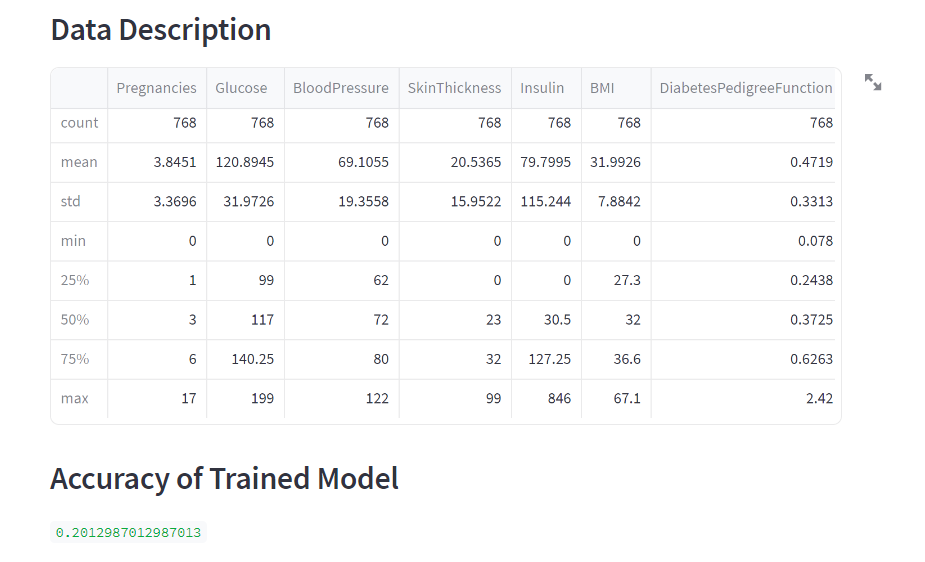 Data Description
Pregnancies Glucose BloodPressure SkinThickness Insulin BMI DiabetesPedigreeFunction
count 768 768 768 768 768 768 768
mean 3.8451 120.8945 69.1055 20.5365 79.7995 31.9926 0.4719
std 3.3696 31.9726 19.3558 15.9522 115.244 7.8842 0.3313
min 0 0 0 0 0 0 0.078
25% 1 99 62 0 0 27.3 0.2438
50% 3 117 72 23 30.5 32 0.3725
75% 6 140.25 80 32 127.25 36.6 0.6263
max 17 199 122 99 846 67.1 2.42
Accuracy of Trained Model
0.2012987012987013